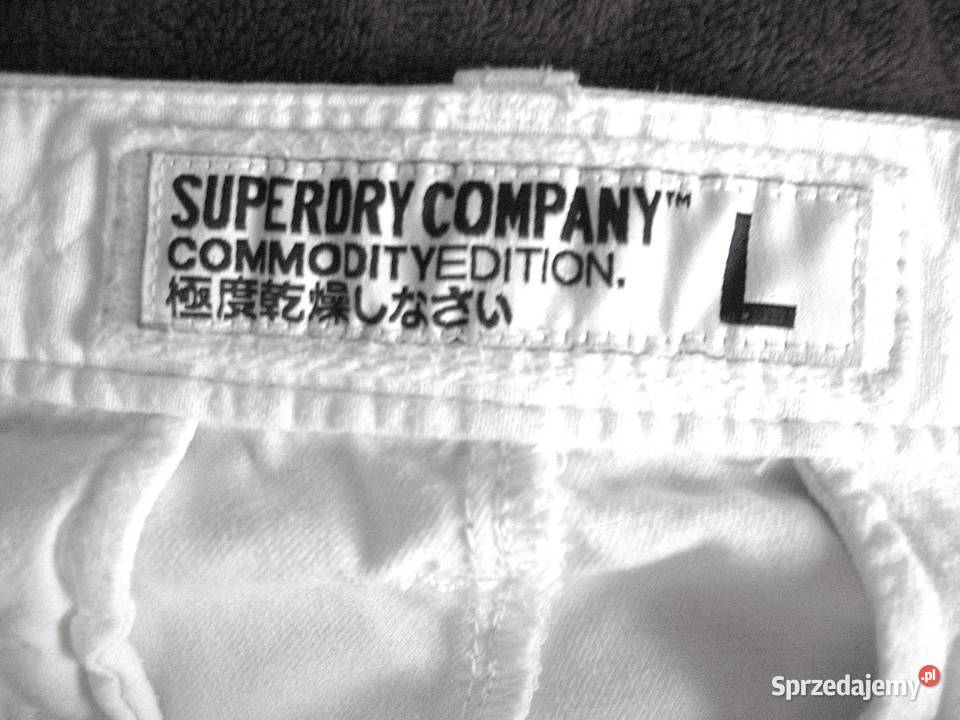 SUPERDRY COMPANY™
COMMODITYEDITION.
極度乾燥しなさい
L
Sprzedajemy.pl